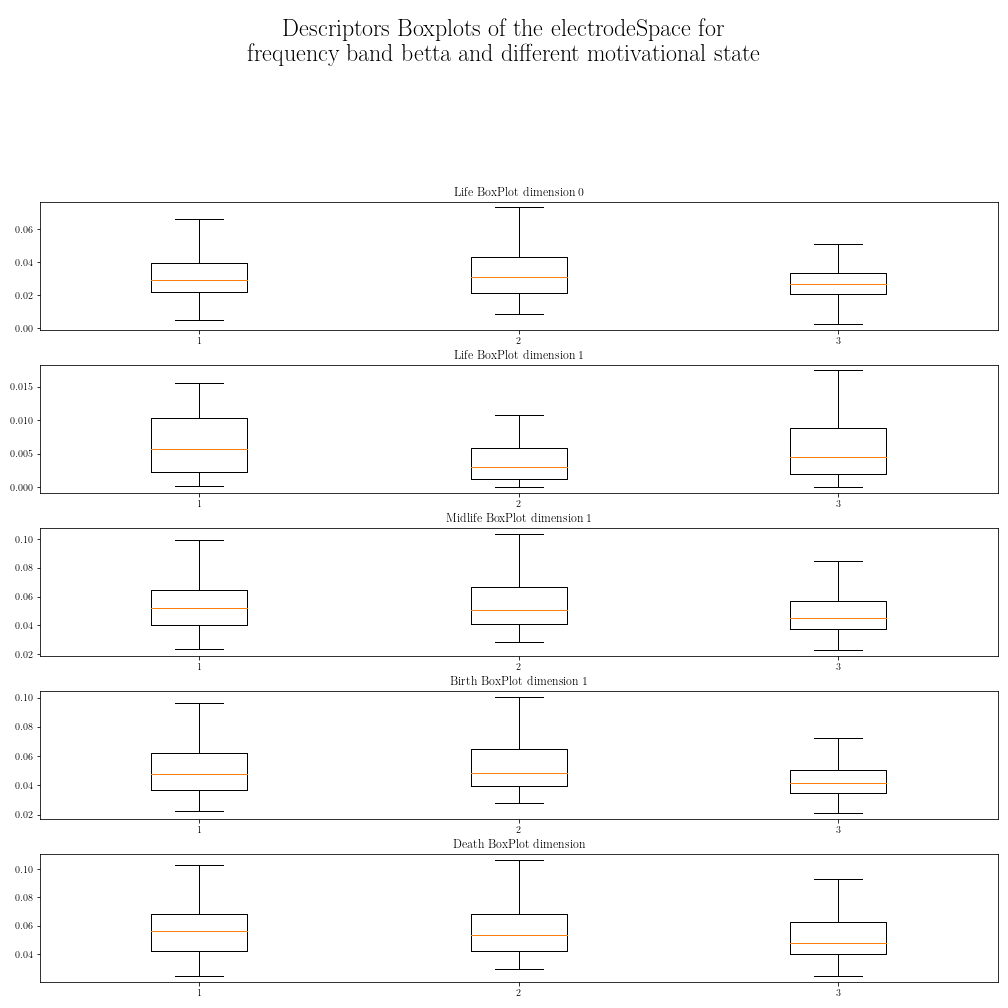 Descriptors Boxplots of the electrodeSpace for
frequency band betta and different motivational state
Life BoxPlot dimension 0
0.06
0.04
0.02
0.00
1 2 3
Life BoxPlot dimension 1
0.015
0.010
0.005
0.000
1 2 3
Midlife BoxPlot dimension 1
0.10
0.08
0.06
0.04
0.02
1 2 3
Birth BoxPlot dimension 1
0.10
0.08
0.06
0.04
0.02
1 2 3
Death BoxPlot dimension
0.10
0.08
0.06
0.04
1 2 3